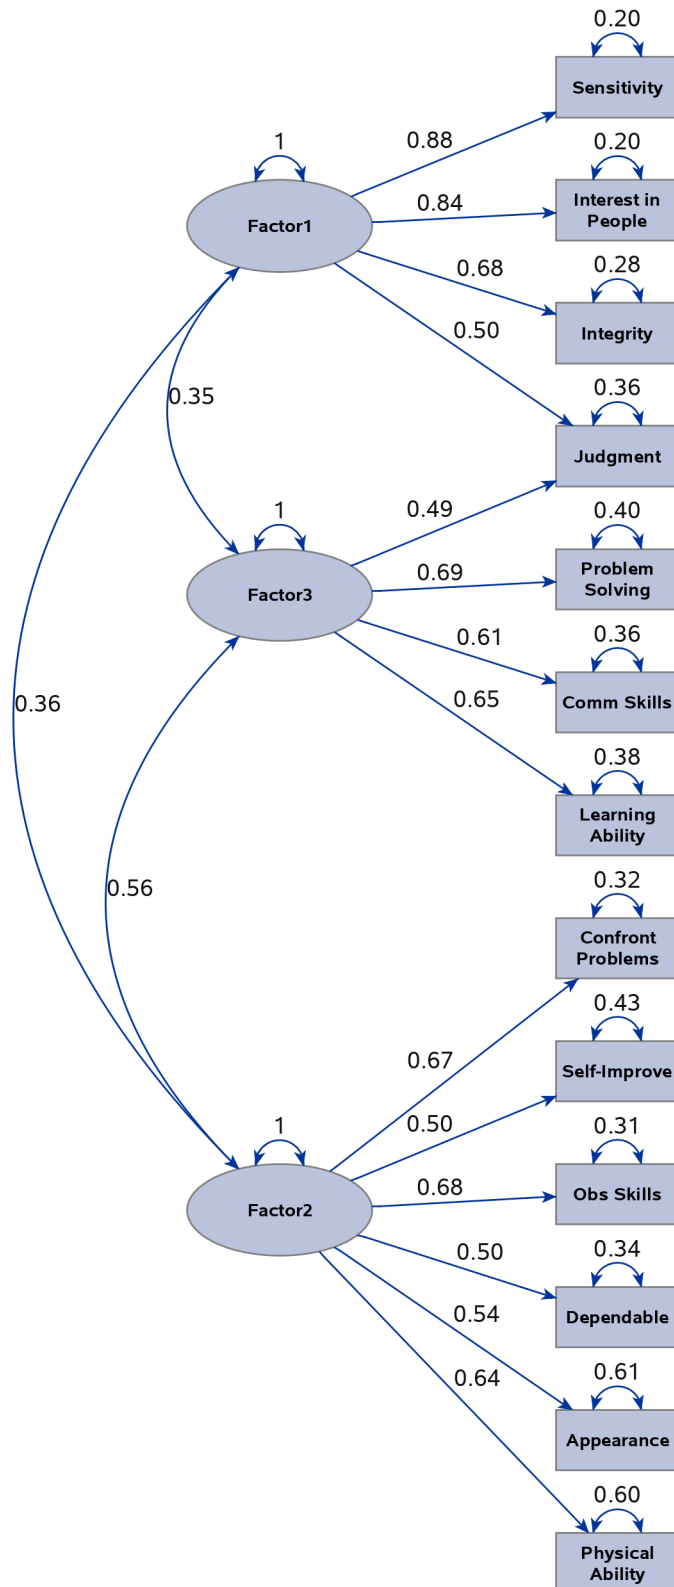 0.20
Sensitivity
0.88
1
0.20
0.84
Interest in
People
Factor1
0.68
0.28
Integrity
0.50
0.36
0.35
Judgment
0.49
1
0.40
0.69
Problem
Solving
Factor3
0.61
0.36
0.65
Comm Skills
0.36
0.38
Learning
Ability
0.56
0.32
Confront
Problems
0.67
0.43
Self-Improve
0.50
1
0.31
0.68
Obs Skills
Factor2
0.50
0.34
0.54
Dependable
0.64
0.61
Appearance
0.60
Physical
Ability